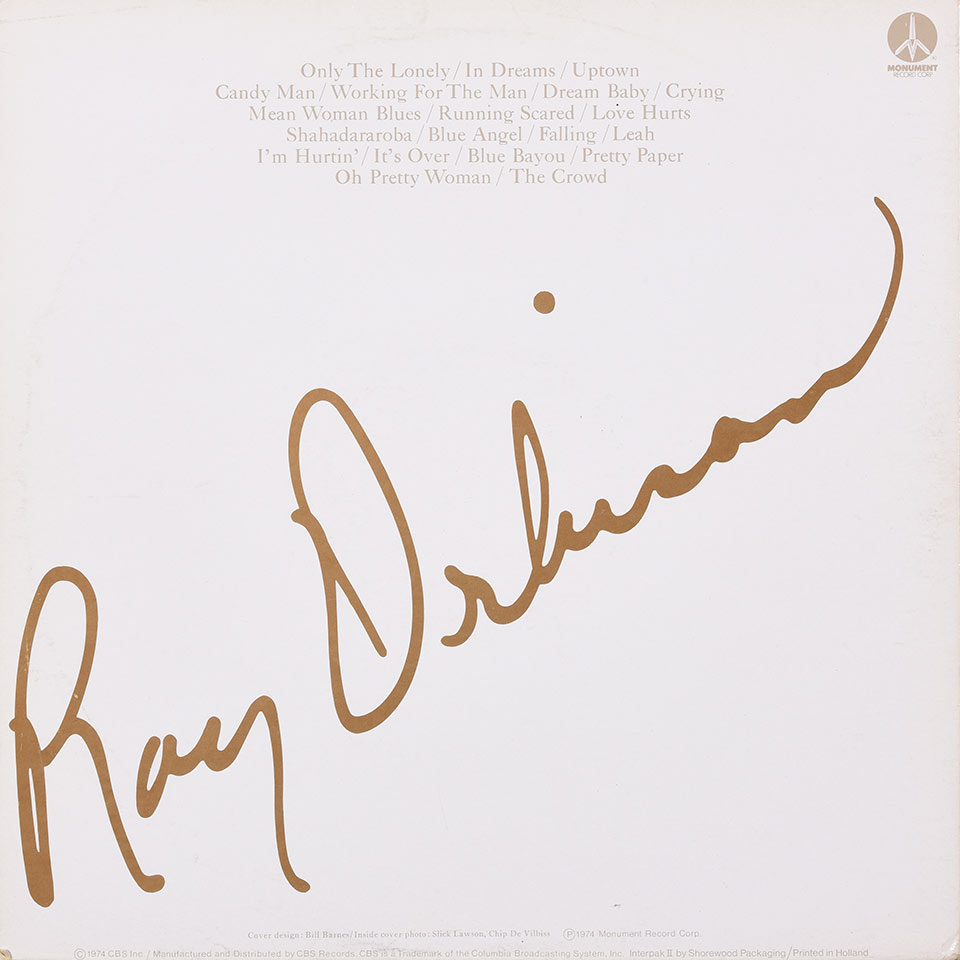 MONUMENT
RECORD CORP.
®
Only The Lonely / In Dreams / Uptown
Candy Man / Working For The Man / Dream Baby / Crying
Mean Woman Blues / Running Scared / Love Hurts
Shahadararoba / Blue Angel / Falling / Leah
I'm Hurtin' / It's Over / Blue Bayou / Pretty Paper
Oh Pretty Woman / The Crowd
Roy Orbison
Cover design: Bill Barnes/Inside cover photo: Slick Lawson, Chip De Vilbiss Ⓟ1974 Monument Record Corp.
©1974 CBS Inc./Manufactured and Distributed by CBS Records. CBS is a Trademark of the Columbia Broadcasting System, Inc. Interpak II by Shorewood Packaging/Printed in Holland